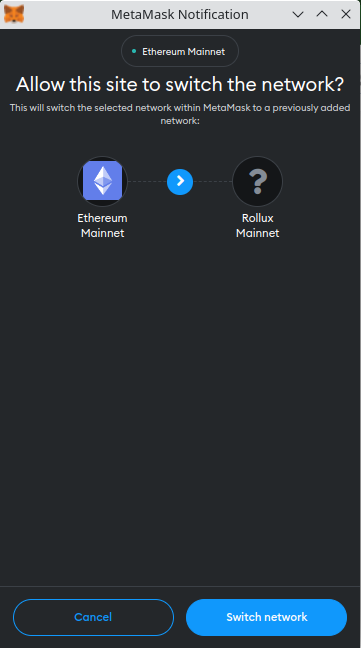 MetaMask Notification
Ethereum Mainnet
Allow this site to switch the network?
This will switch the selected network within MetaMask to a previously added
network:
?
Ethereum
Mainnet
Rollux
Mainnet
Cancel
Switch network